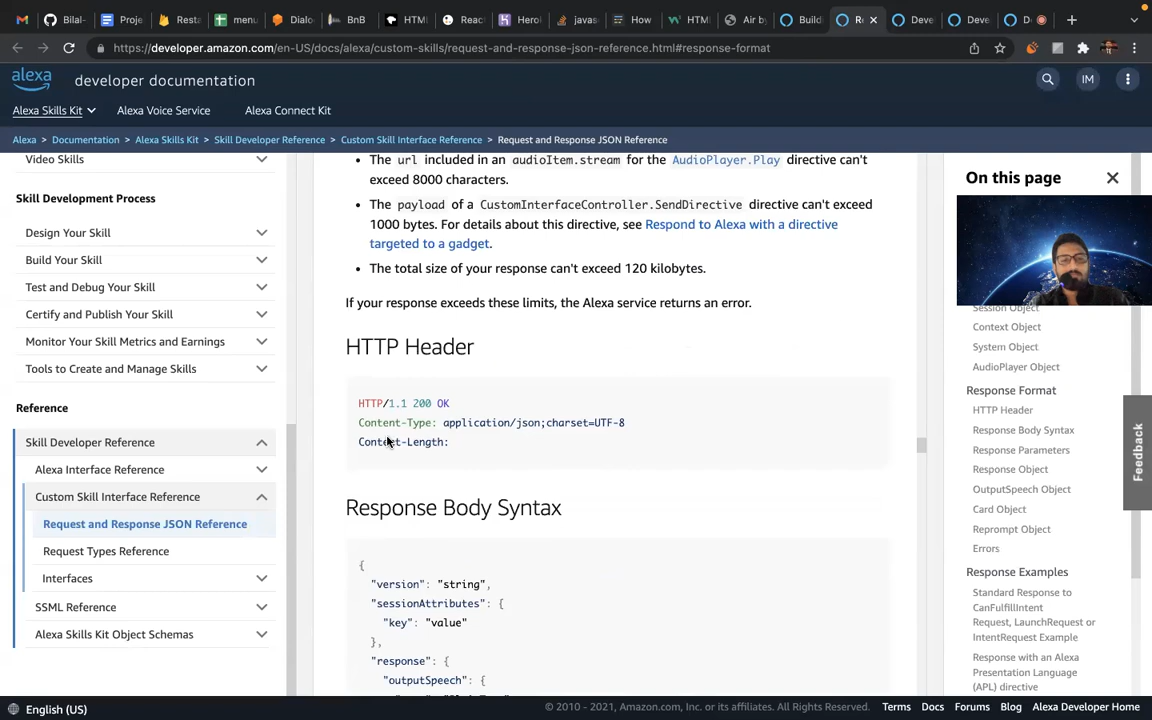 Bilal-
Proje
Resta
menu
Dialo
BnB
HTML
Reac
Herok
javas
How
HTML
Air by
Buildi
Re
Deve
Deve
D
https://developer.amazon.com/en-US/docs/alexa/custom-skills/request-and-response-json-reference.html#response-format
alexa
developer documentation
IM
Alexa Skills Kit
Alexa Voice Service
Alexa Connect Kit
Alexa > Documentation > Alexa Skills Kit > Skill Developer Reference > Custom Skill Interface Reference > Request and Response JSON Reference
Video Skills
Skill Development Process
Design Your Skill
Build Your Skill
Test and Debug Your Skill
Certify and Publish Your Skill
Monitor Your Skill Metrics and Earnings
Tools to Create and Manage Skills
Reference
Skill Developer Reference
Alexa Interface Reference
Custom Skill Interface Reference
Request and Response JSON Reference
Request Types Reference
Interfaces
SSML Reference
Alexa Skills Kit Object Schemas
• The url included in an audioItem.stream for the AudioPlayer.Play directive can't
exceed 8000 characters.
• The payload of a CustomInterfaceController.SendDirective directive can't exceed
1000 bytes. For details about this directive, see Respond to Alexa with a directive
targeted to a gadget.
• The total size of your response can't exceed 120 kilobytes.
If your response exceeds these limits, the Alexa service returns an error.
HTTP Header
HTTP/1.1 200 OK
Content-Type: application/json;charset=UTF-8
Content-Length:
Response Body Syntax
{
"version": "string",
"sessionAttributes": {
"key": "value"
},
"response": {
"outputSpeech": {
On this page
Session Object
Context Object
System Object
AudioPlayer Object
Response Format
HTTP Header
Response Body Syntax
Response Parameters
Response Object
OutputSpeech Object
Card Object
Reprompt Object
Errors
Response Examples
Standard Response to
CanFulfillIntent
Request, LaunchRequest or
IntentRequest Example
Response with an Alexa
Presentation Language
(APL) directive
Feedback
English (US)
© 2010 - 2021, Amazon.com, Inc. or its affiliates. All Rights Reserved.
Terms
Docs
Forums
Blog
Alexa Developer Home